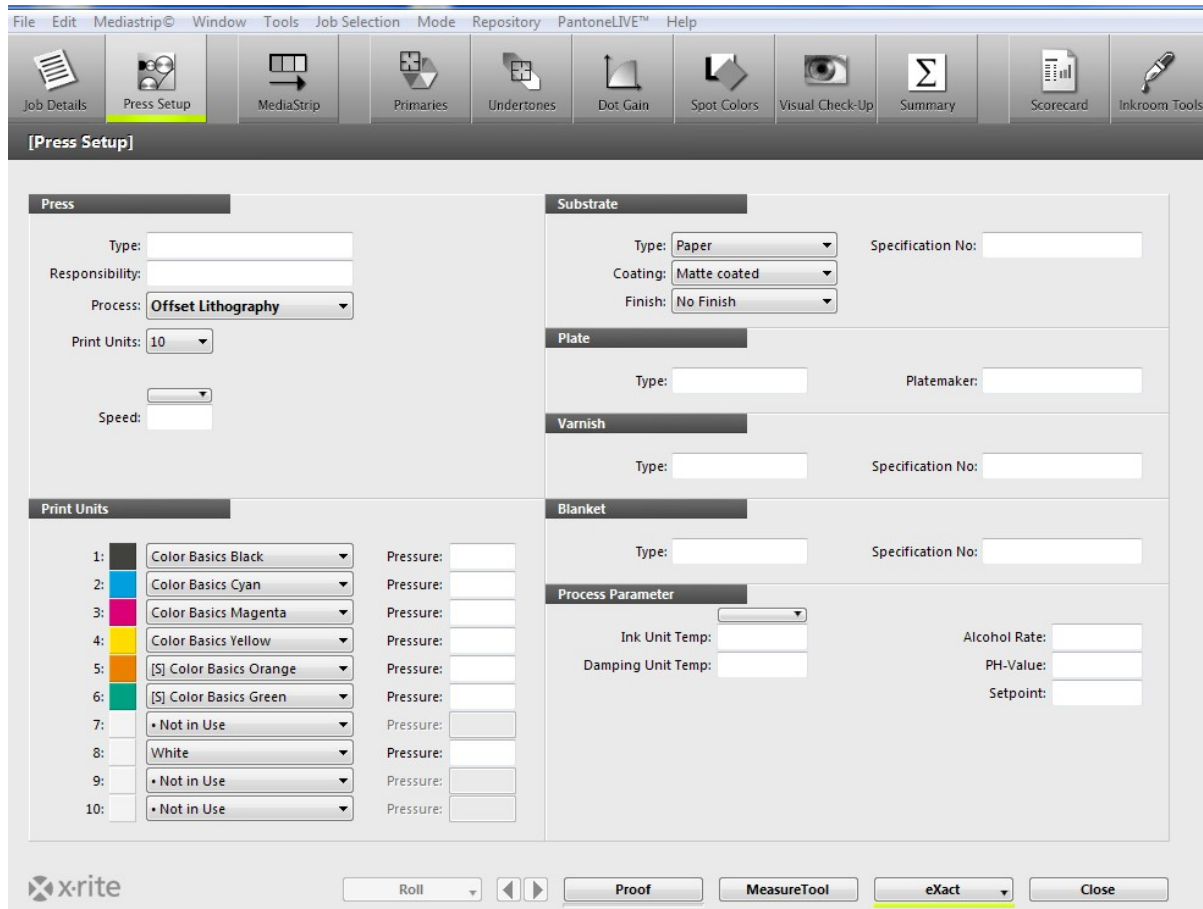 File Edit Mediastrip© Window Tools Job Selection Mode Repository PantoneLIVE™ Help
Job Details Press Setup MediaStrip Primaries Undertones Dot Gain Spot Colors Visual Check-Up Summary Scorecard Inkroom Tools
[Press Setup]
Press
Type:
Responsibility:
Process: Offset Lithography
Print Units: 10
Speed:
Substrate
Type: Paper Specification No:
Coating: Matte coated
Finish: No Finish
Plate
Type: Platemaker:
Varnish
Type: Specification No:
Print Units
1: Color Basics Black Pressure:
2: Color Basics Cyan Pressure:
3: Color Basics Magenta Pressure:
4: Color Basics Yellow Pressure:
5: [S] Color Basics Orange Pressure:
6: [S] Color Basics Green Pressure:
7: • Not in Use Pressure:
8: White Pressure:
9: • Not in Use Pressure:
10: • Not in Use Pressure:
Blanket
Type: Specification No:
Process Parameter
Ink Unit Temp: Alcohol Rate:
Damping Unit Temp: PH-Value:
Setpoint:
x·rite Roll Proof MeasureTool eXact Close